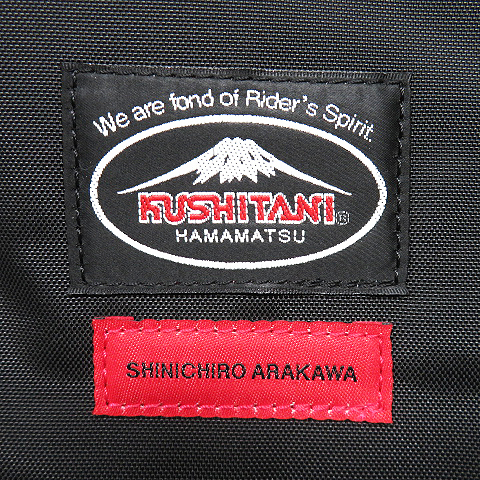 We are fond of Rider's Spirit.
KUSHITANI®
HAMAMATSU
SHINICHIRO ARAKAWA